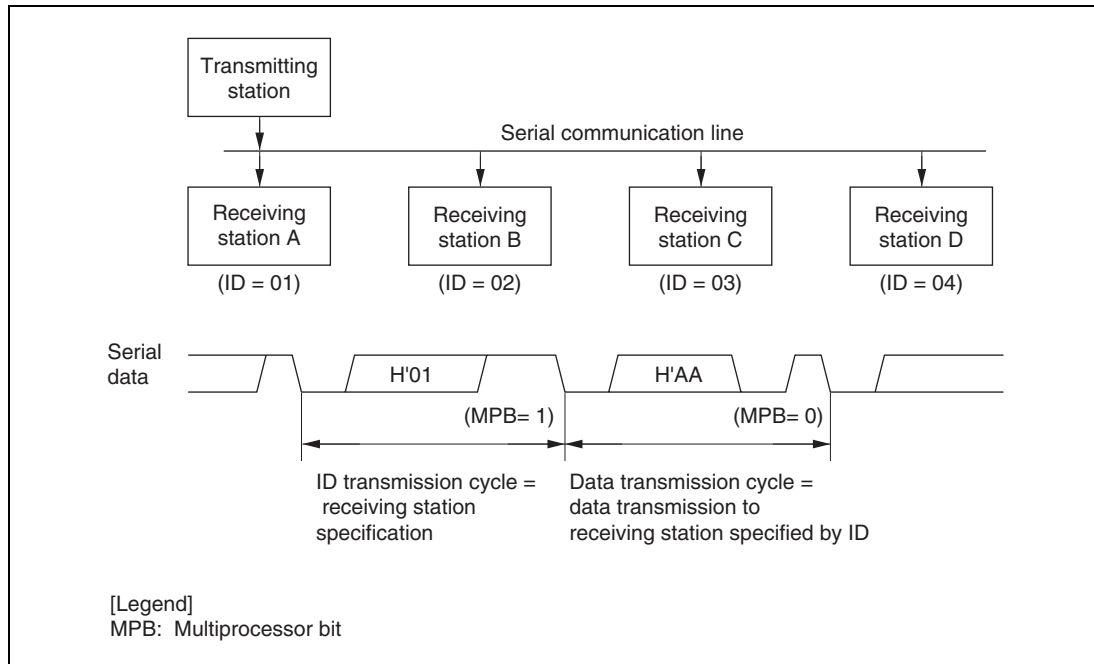 Transmitting
station
Serial communication line
Receiving
station A
Receiving
station B
Receiving
station C
Receiving
station D
(ID = 01)
(ID = 02)
(ID = 03)
(ID = 04)
Serial
data
H'01
H'AA
(MPB= 1)
(MPB= 0)
ID transmission cycle =
receiving station
specification
Data transmission cycle =
data transmission to
receiving station specified by ID
[Legend]
MPB: Multiprocessor bit